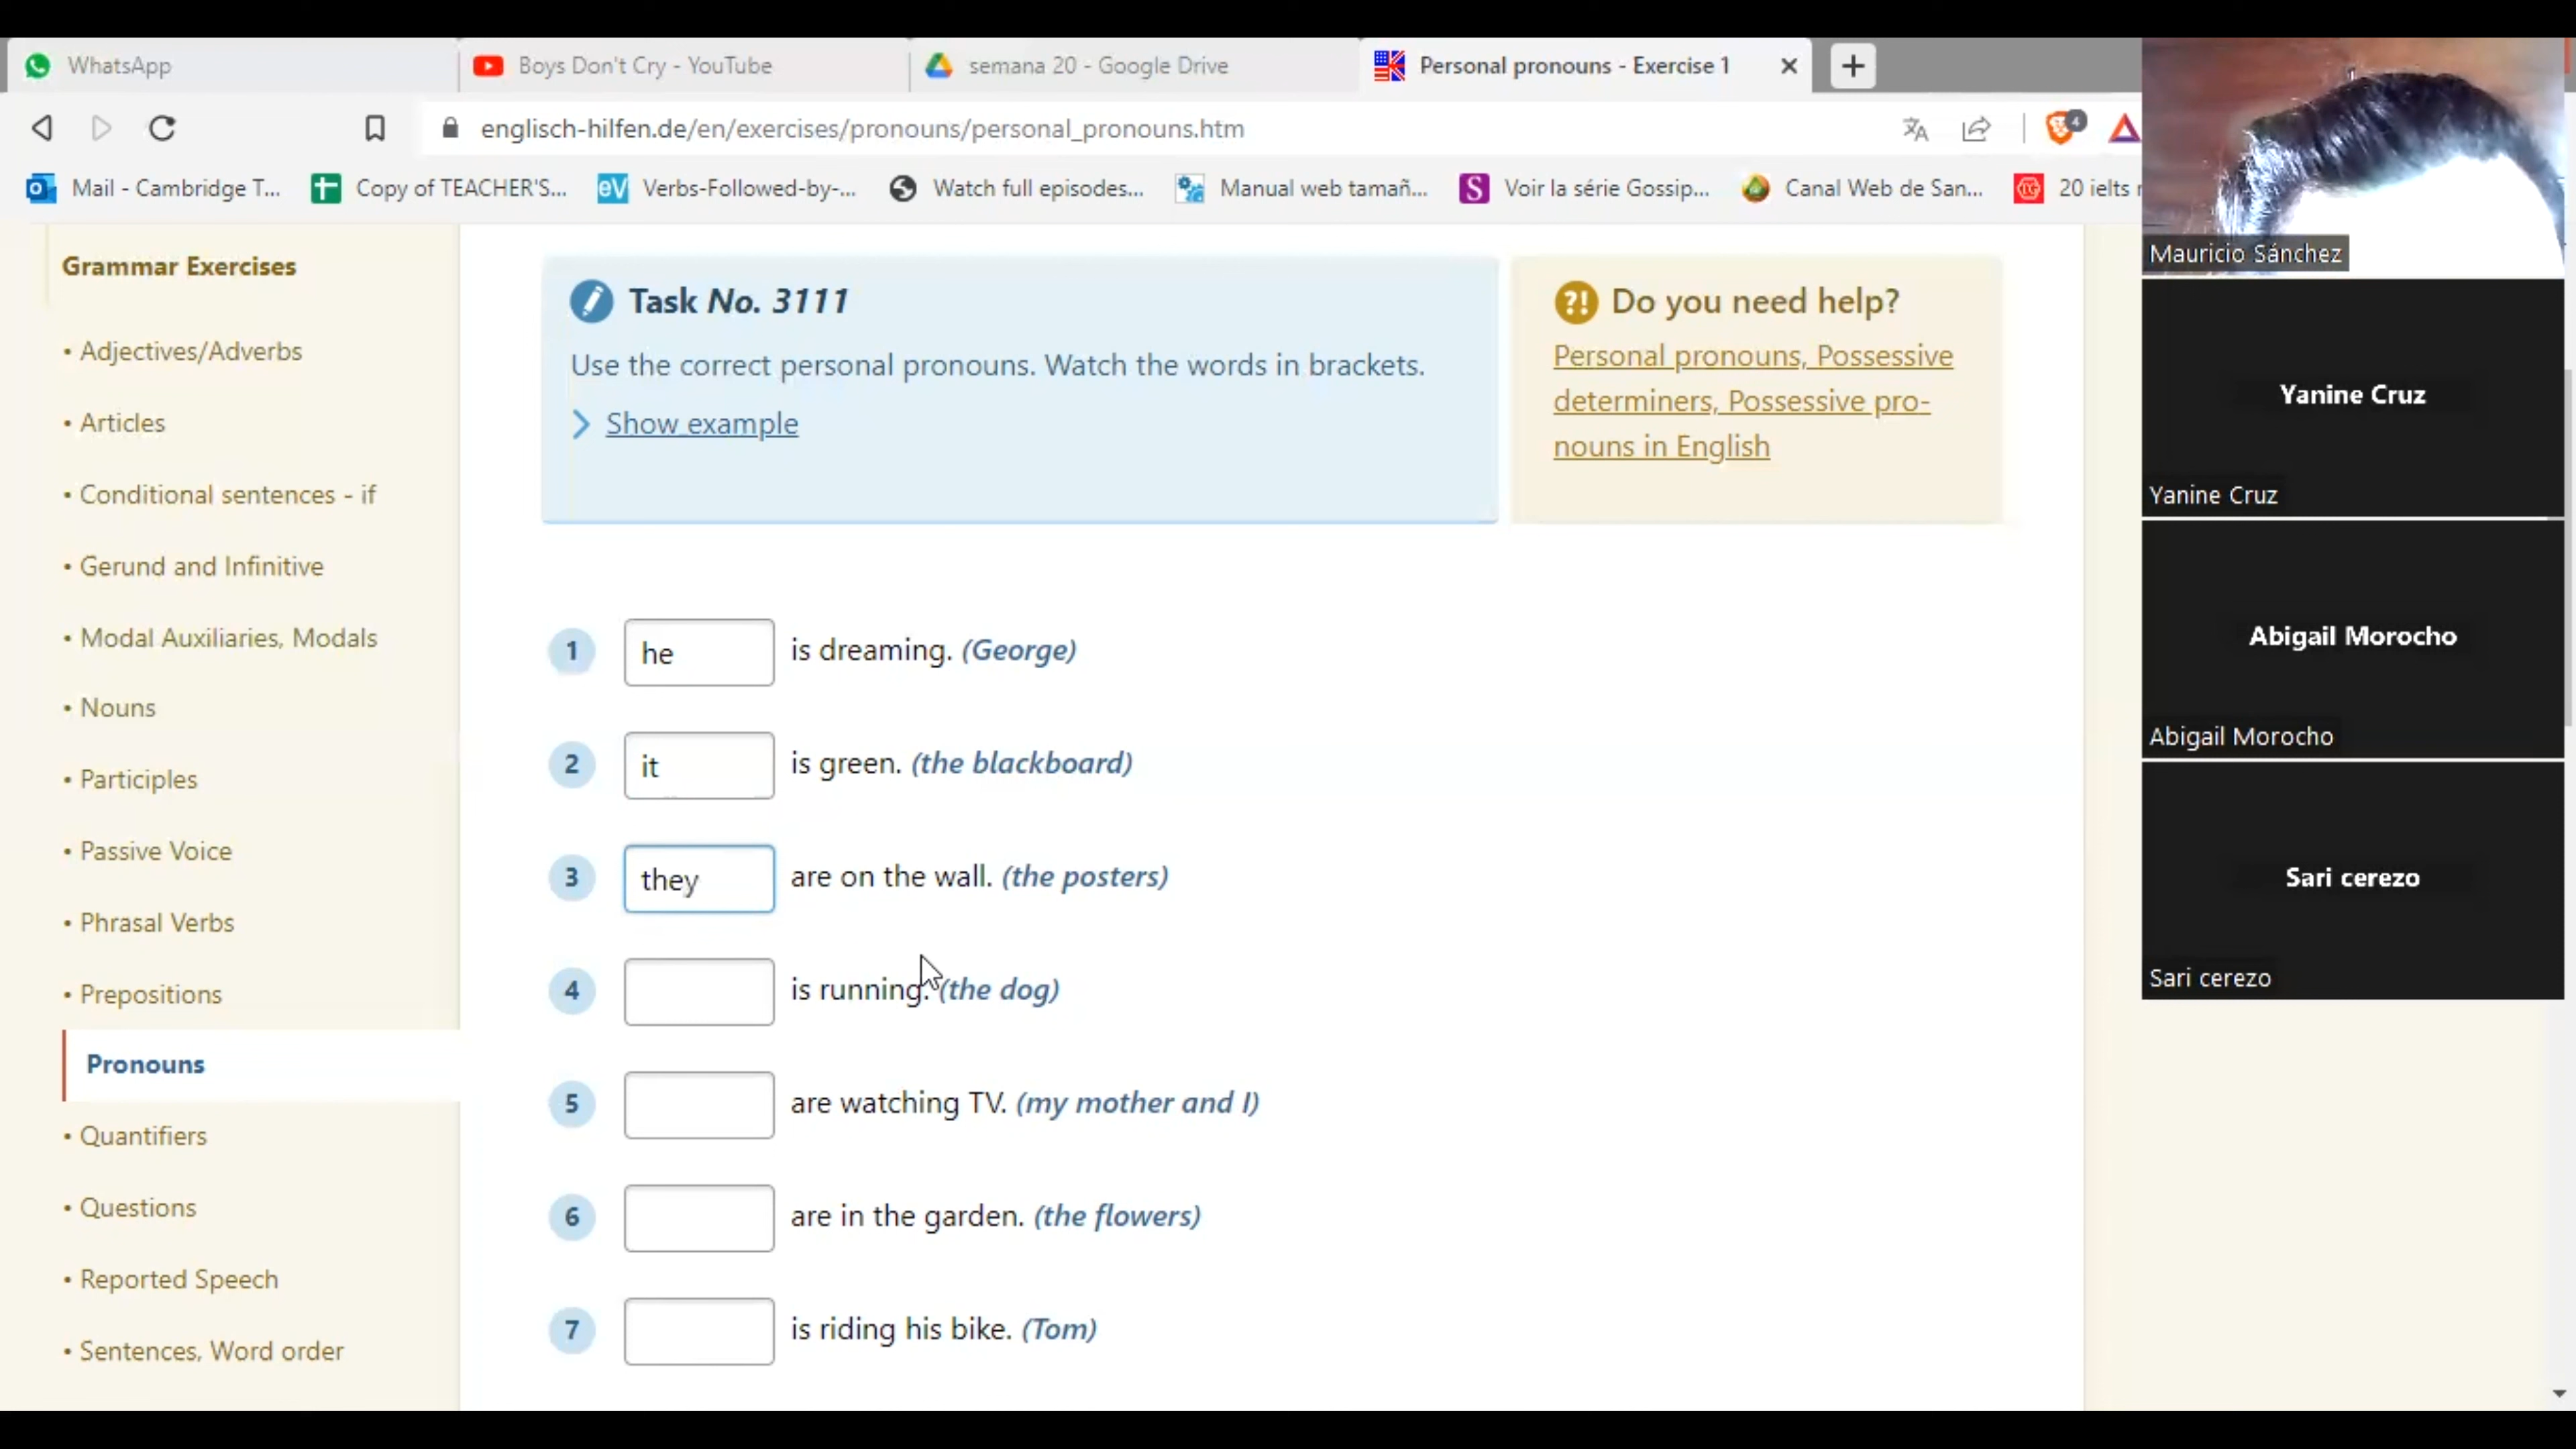 WhatsApp
Boys Don't Cry - YouTube
semana 20 - Google Drive
Personal pronouns - Exercise 1
englisch-hilfen.de/en/exercises/pronouns/personal_pronouns.htm
4
Mail - Cambridge T...
Copy of TEACHER'S...
eV
Verbs-Followed-by-...
Watch full episodes...
Manual web tamañ...
S
Voir la série Gossip...
Canal Web de San...
20 ielts
Grammar Exercises
• Adjectives/Adverbs
• Articles
• Conditional sentences - if
• Gerund and Infinitive
• Modal Auxiliaries, Modals
• Nouns
• Participles
• Passive Voice
• Phrasal Verbs
• Prepositions
Pronouns
• Quantifiers
• Questions
• Reported Speech
• Sentences, Word order
Task No. 3111
Use the correct personal pronouns. Watch the words in brackets.
Show example
?! Do you need help?
Personal pronouns, Possessive
determiners, Possessive pro-
nouns in English
1 he is dreaming. (George)
2 it is green. (the blackboard)
3 they are on the wall. (the posters)
4 is running. (the dog)
5 are watching TV. (my mother and I)
6 are in the garden. (the flowers)
7 is riding his bike. (Tom)
Mauricio Sánchez
Yanine Cruz
Yanine Cruz
Abigail Morocho
Abigail Morocho
Sari cerezo
Sari cerezo